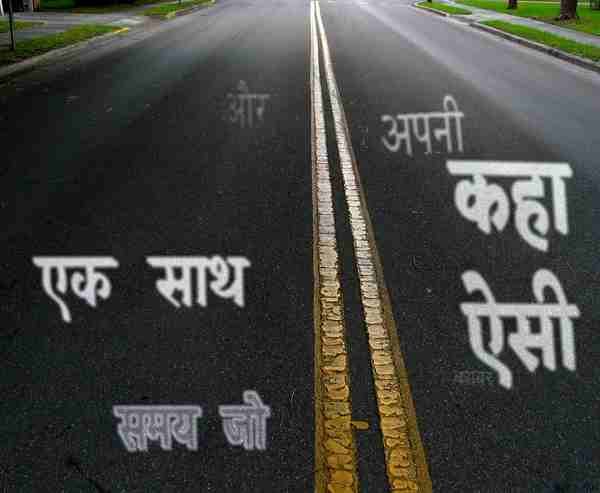 और
अपनी
कहा
एक साथ
ऐसी
समय जो